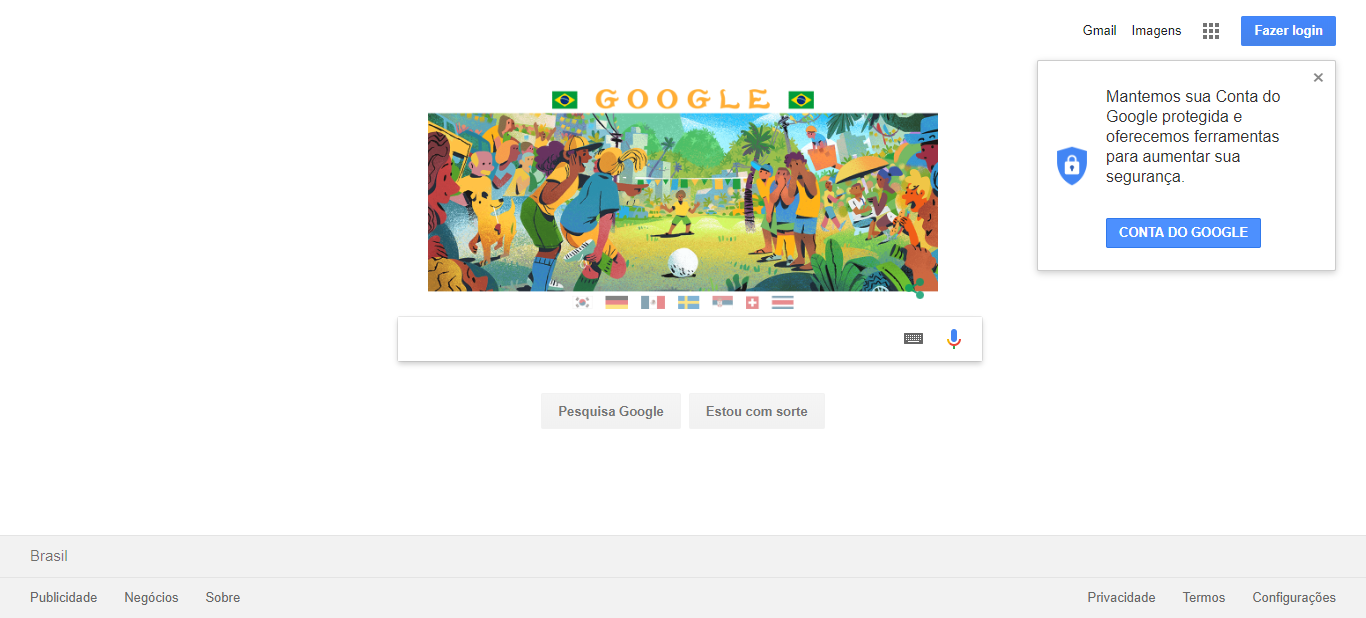 Gmail Imagens Fazer login
GOOGLE
Mantemos sua Conta do
Google protegida e
oferecemos ferramentas
para aumentar sua
segurança.
CONTA DO GOOGLE
Pesquisa Google Estou com sorte
Brasil
Publicidade Negócios Sobre Privacidade Termos Configurações